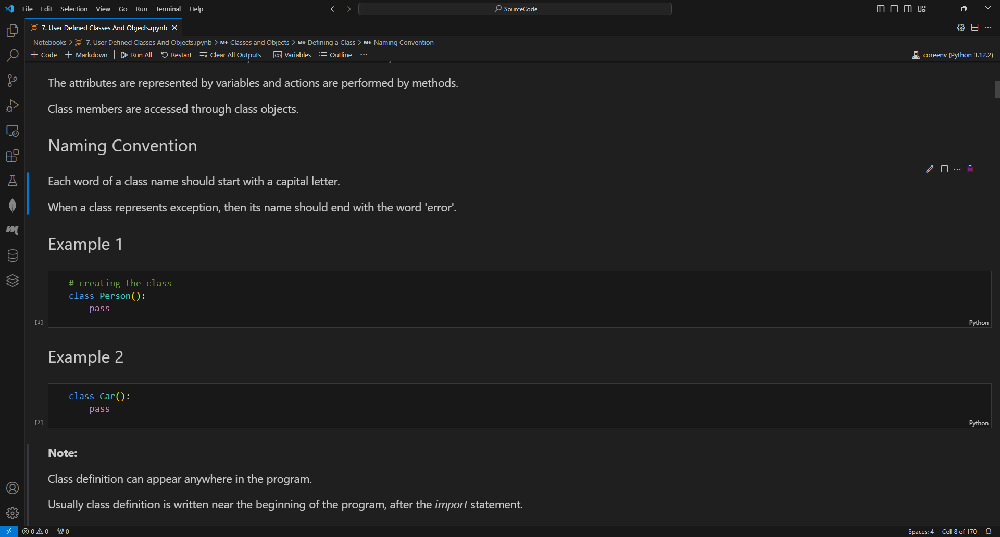 File Edit Selection View Go Run Terminal Help
SourceCode
7. User Defined Classes And Objects.ipynb
Notebooks > 7. User Defined Classes And Objects.ipynb > M↓ Classes and Objects > M↓ Defining a Class > M↓ Naming Convention
+ Code + Markdown | Run All Restart Clear All Outputs | Variables Outline ···
coreenv (Python 3.12.2)
The attributes are represented by variables and actions are performed by methods.
Class members are accessed through class objects.
Naming Convention
Each word of a class name should start with a capital letter.
When a class represents exception, then its name should end with the word 'error'.
Example 1
# creating the class
class Person():
    pass
[1]
Python
Example 2
class Car():
    pass
[2]
Python
Note:
Class definition can appear anywhere in the program.
Usually class definition is written near the beginning of the program, after the import statement.
0 0 0
Spaces: 4 Cell 8 of 170